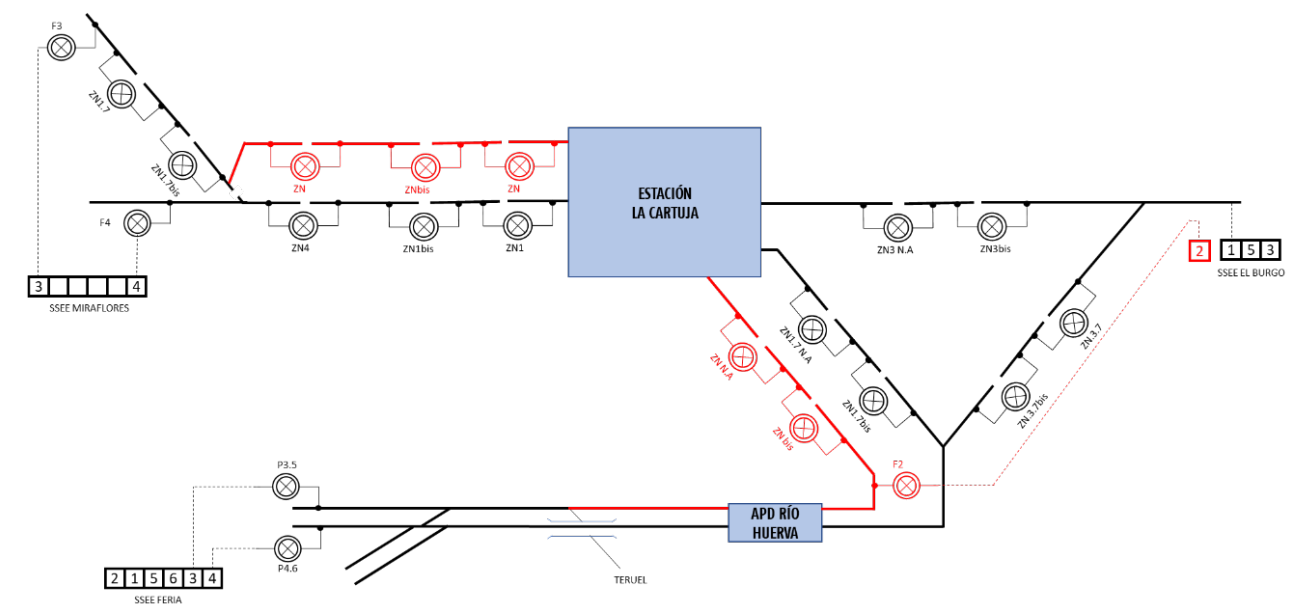 F3
ZN1.7
ZN1.7bis
ZN
ZNbis
ZN
ESTACIÓN
LA CARTUJA
F4
ZN4
ZN1bis
ZN1
ZN3 N.A
ZN3bis
3 4
SSEE MIRAFLORES
2 1 5 3
SSEE EL BURGO
ZN N.A
ZN bis
ZN1.7 N.A
ZN1.7bis
ZN.3.7
ZN.3.7bis
F2
P3.5
APD RÍO
HUERVA
P4.6
TERUEL
2 1 5 6 3 4
SSEE FERIA